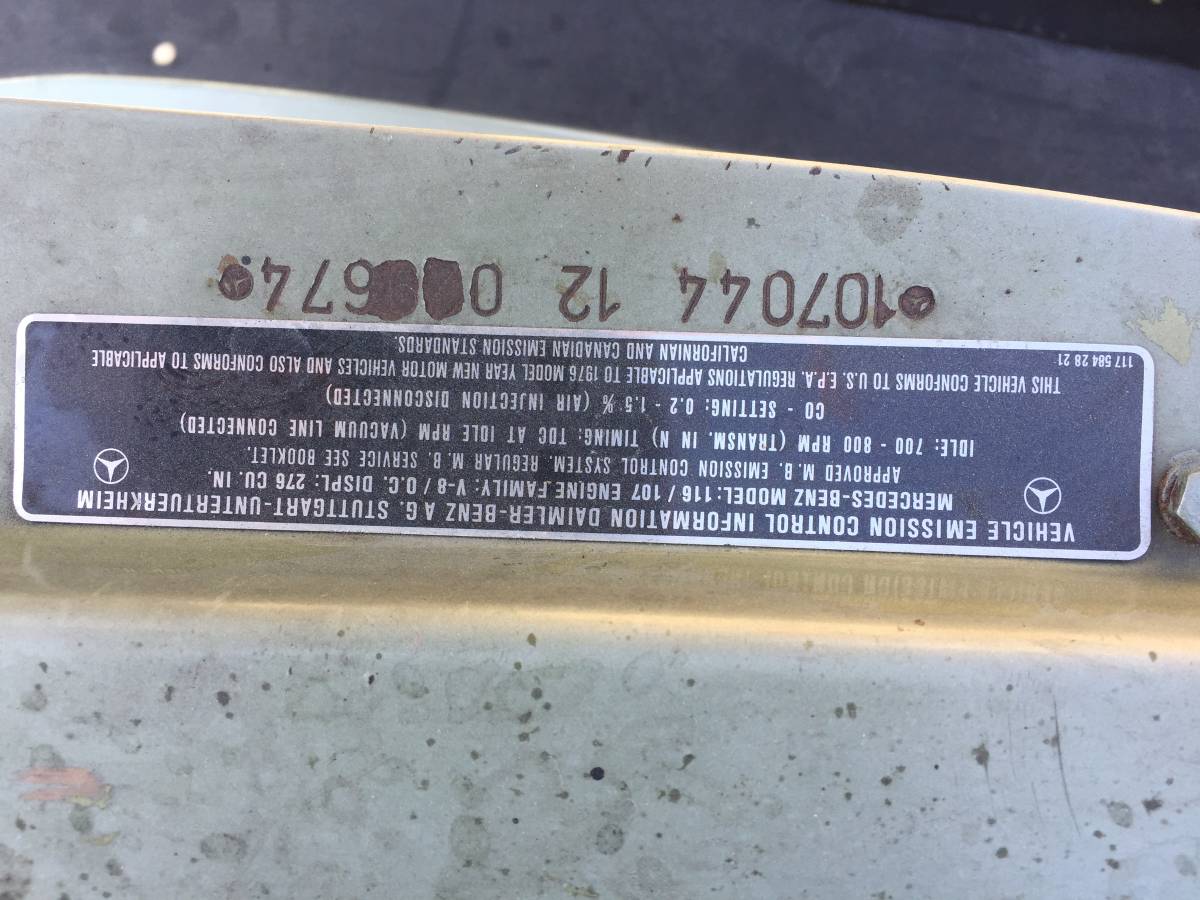 VEHICLE EMISSION CONTROL INFORMATION DAIMLER-BENZ A.G. STUTTGART-UNTERTUERKHEIM
MERCEDES-BENZ MODEL: 116 / 107 ENGINE FAMILY: V-8 / O.C. DISPL: 276 CU. IN.
APPROVED M.B. EMISSION CONTROL SYSTEM. REGULAR M.B. SERVICE SEE BOOKLET.
IDLE: 700 - 800 RPM (TRANSM. IN N) TIMING: TDC AT IDLE RPM (VACUUM LINE CONNECTED)
CO - SETTING: 0.2 - 1.5 % (AIR INJECTION DISCONNECTED)
THIS VEHICLE CONFORMS TO U.S. E.P.A. REGULATIONS APPLICABLE TO 1976 MODEL YEAR NEW MOTOR VEHICLES AND ALSO CONFORMS TO APPLICABLE
CALIFORNIAN AND CANADIAN EMISSION STANDARDS.
117 584 28 21
107044 12 0 674